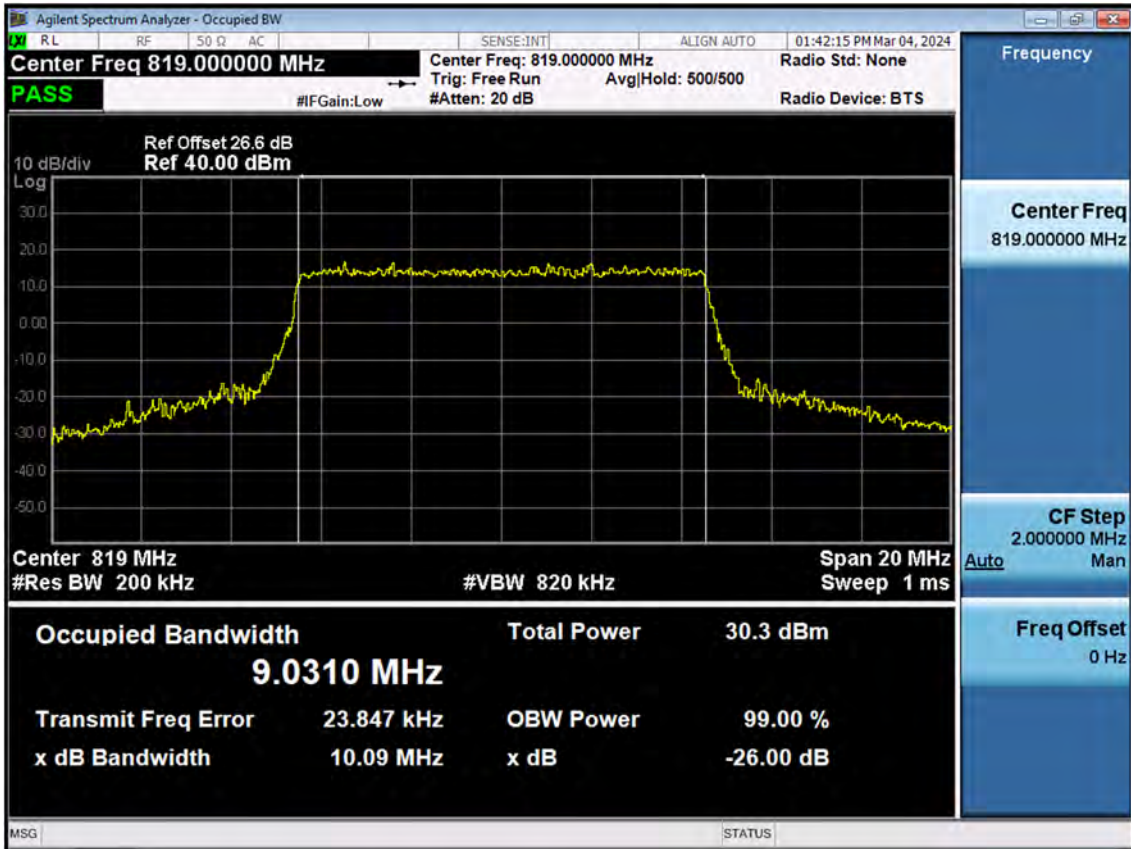 Agilent Spectrum Analyzer - Occupied BW
LXI RL RF 50 Ω AC SENSE:INT ALIGN AUTO 01:42:15 PM Mar 04, 2024
Center Freq 819.000000 MHz
Center Freq: 819.000000 MHz
Radio Std: None
Trig: Free Run
Avg|Hold: 500/500
PASS
#IFGain:Low
#Atten: 20 dB
Radio Device: BTS
Ref Offset 26.6 dB
10 dB/div Ref 40.00 dBm
Log
30.0
20.0
10.0
0.00
-10.0
-20.0
-30.0
-40.0
-50.0
Center 819 MHz
Span 20 MHz
#Res BW 200 kHz
#VBW 820 kHz
Sweep 1 ms
Occupied Bandwidth
9.0310 MHz
Total Power 30.3 dBm
Transmit Freq Error 23.847 kHz
OBW Power 99.00 %
x dB Bandwidth 10.09 MHz
x dB -26.00 dB
MSG
STATUS
Frequency
Center Freq
819.000000 MHz
CF Step
2.000000 MHz
Auto Man
Freq Offset
0 Hz